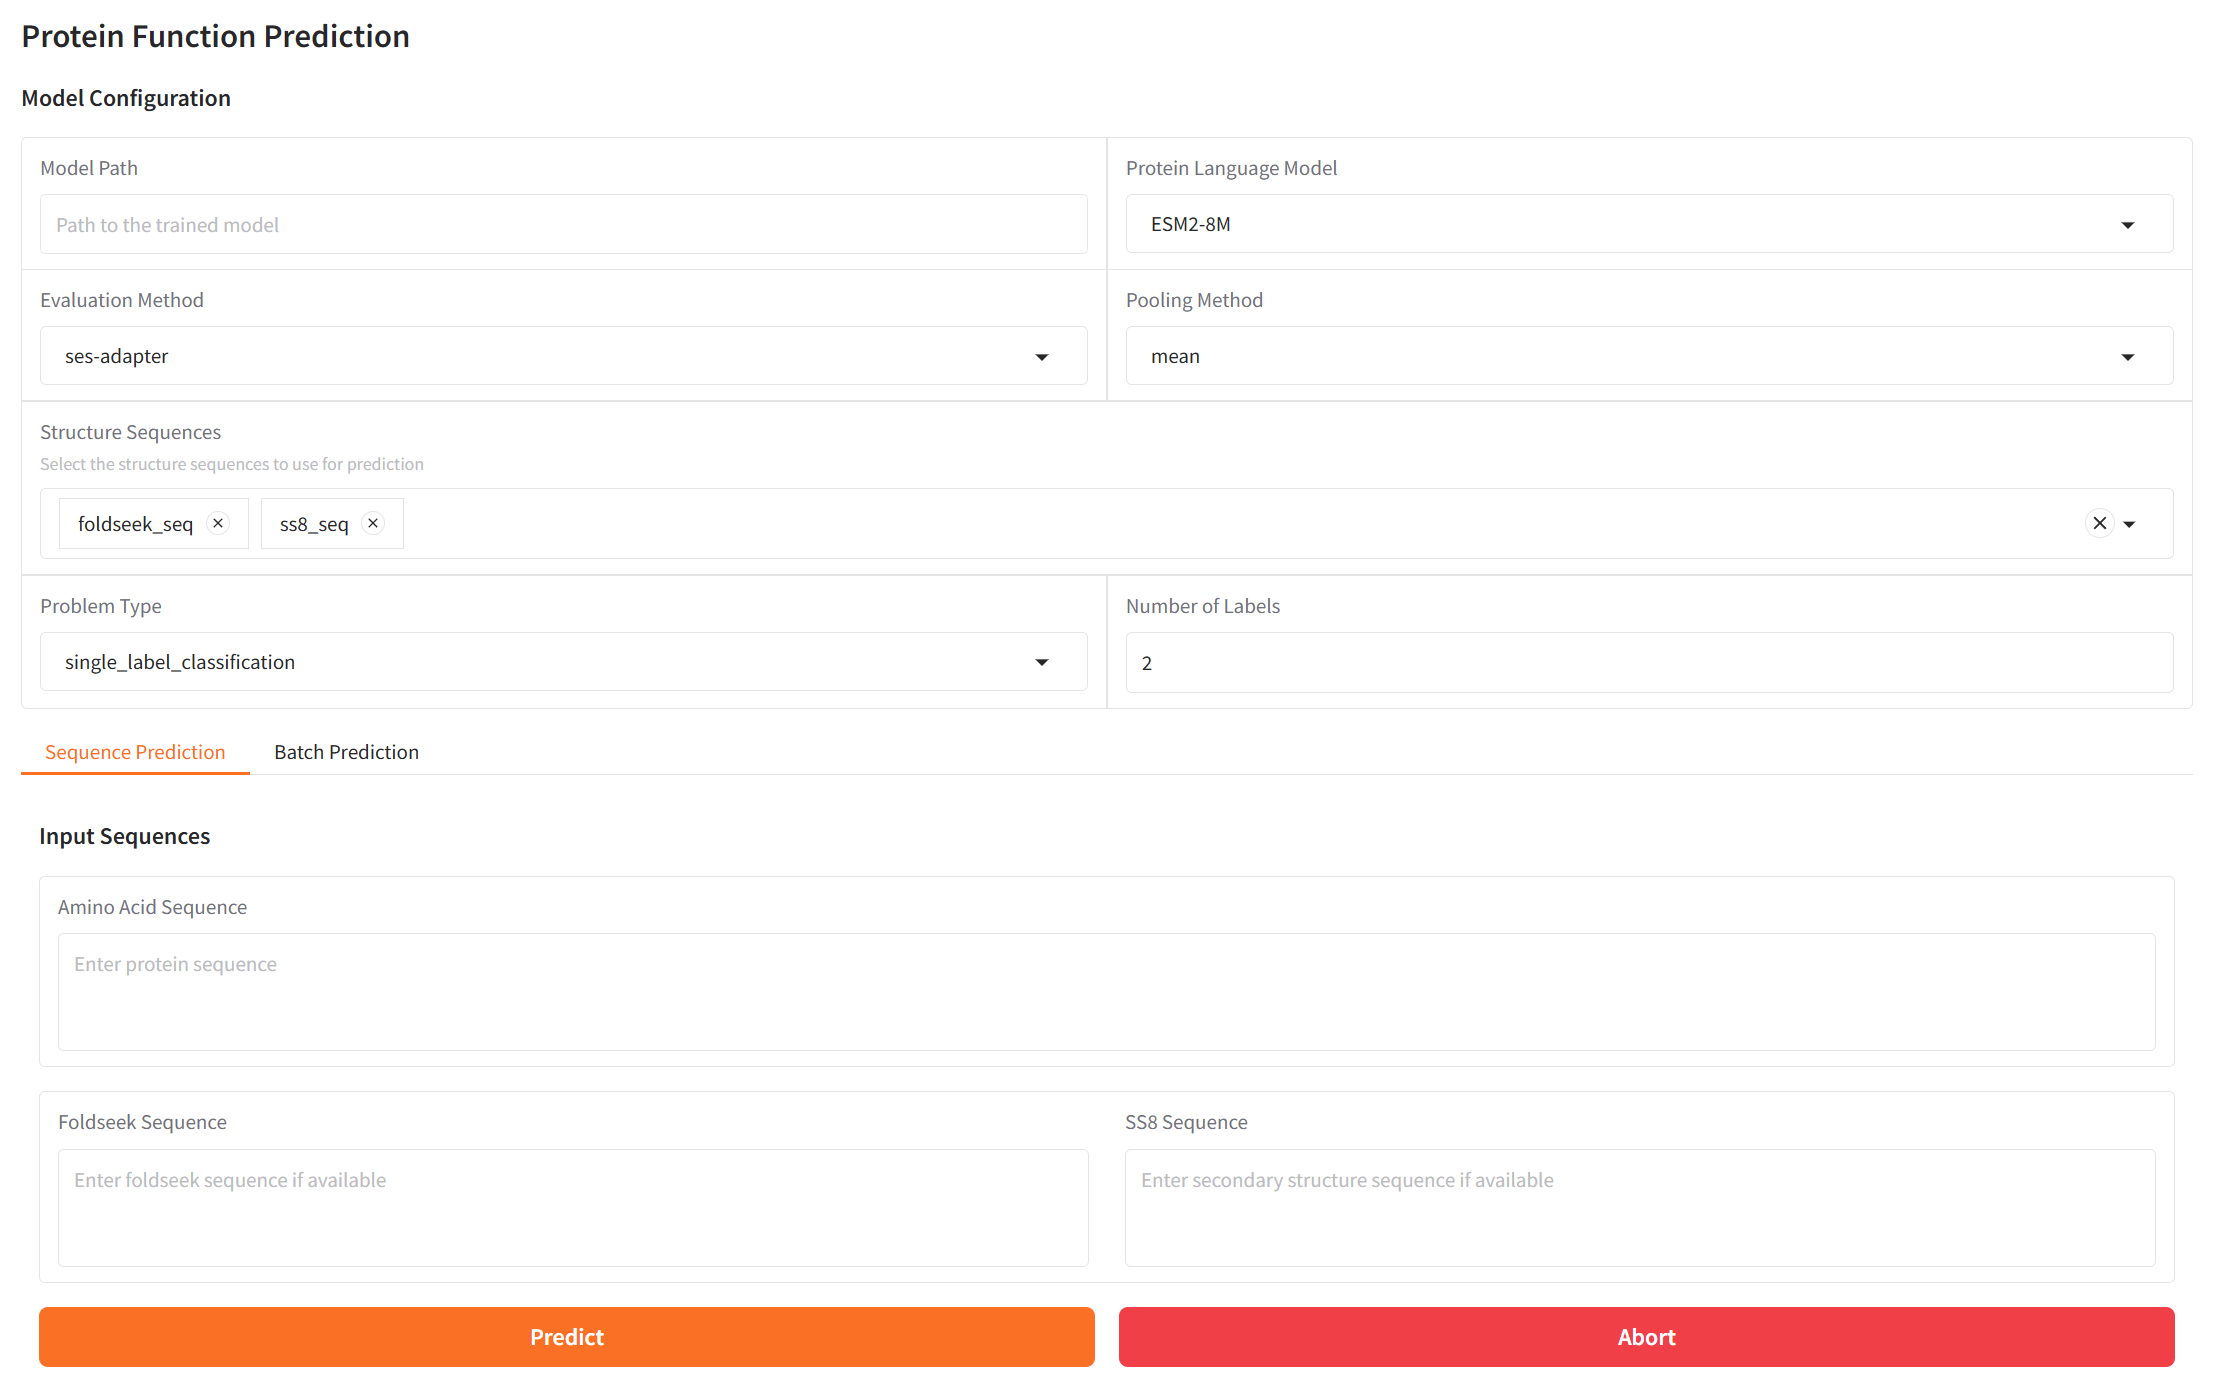 Protein Function Prediction
Model Configuration
Model Path
Path to the trained model
Protein Language Model
ESM2-8M
Evaluation Method
ses-adapter
Pooling Method
mean
Structure Sequences
Select the structure sequences to use for prediction
foldseek_seq
ss8_seq
Problem Type
single_label_classification
Number of Labels
2
Sequence Prediction
Batch Prediction
Input Sequences
Amino Acid Sequence
Enter protein sequence
Foldseek Sequence
Enter foldseek sequence if available
SS8 Sequence
Enter secondary structure sequence if available
Predict
Abort